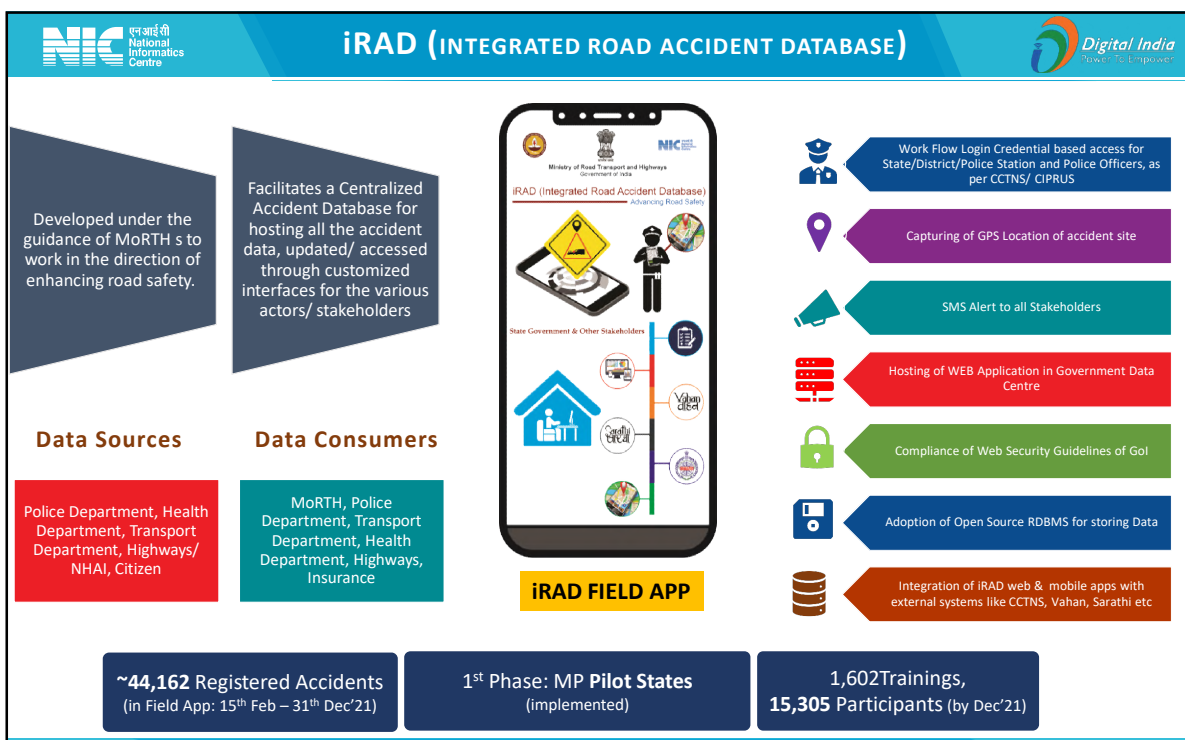 NIC
एनआईसी
National
Informatics
Centre
iRAD (INTEGRATED ROAD ACCIDENT DATABASE)
Digital India
Power To Empower
Developed under the
guidance of MoRTH s to
work in the direction of
enhancing road safety.
Facilitates a Centralized
Accident Database for
hosting all the accident
data, updated/ accessed
through customized
interfaces for the various
actors/ stakeholders
Data Sources
Data Consumers
Police Department, Health
Department, Transport
Department, Highways/
NHAI, Citizen
MoRTH, Police
Department, Transport
Department, Health
Department, Highways,
Insurance
NIC
Ministry of Road Transport and Highways
Government of India
iRAD (Integrated Road Accident Database)
Advancing Road Safety
State Government & Other Stakeholders
iRAD FIELD APP
Work Flow Login Credential based access for
State/District/Police Station and Police Officers, as
per CCTNS/ CIPRUS
Capturing of GPS Location of accident site
SMS Alert to all Stakeholders
Hosting of WEB Application in Government Data
Centre
Compliance of Web Security Guidelines of GoI
Adoption of Open Source RDBMS for storing Data
Integration of iRAD web & mobile apps with
external systems like CCTNS, Vahan, Sarathi etc
~44,162 Registered Accidents
(in Field App: 15th Feb – 31th Dec'21)
1st Phase: MP Pilot States
(implemented)
1,602Trainings,
15,305 Participants (by Dec'21)